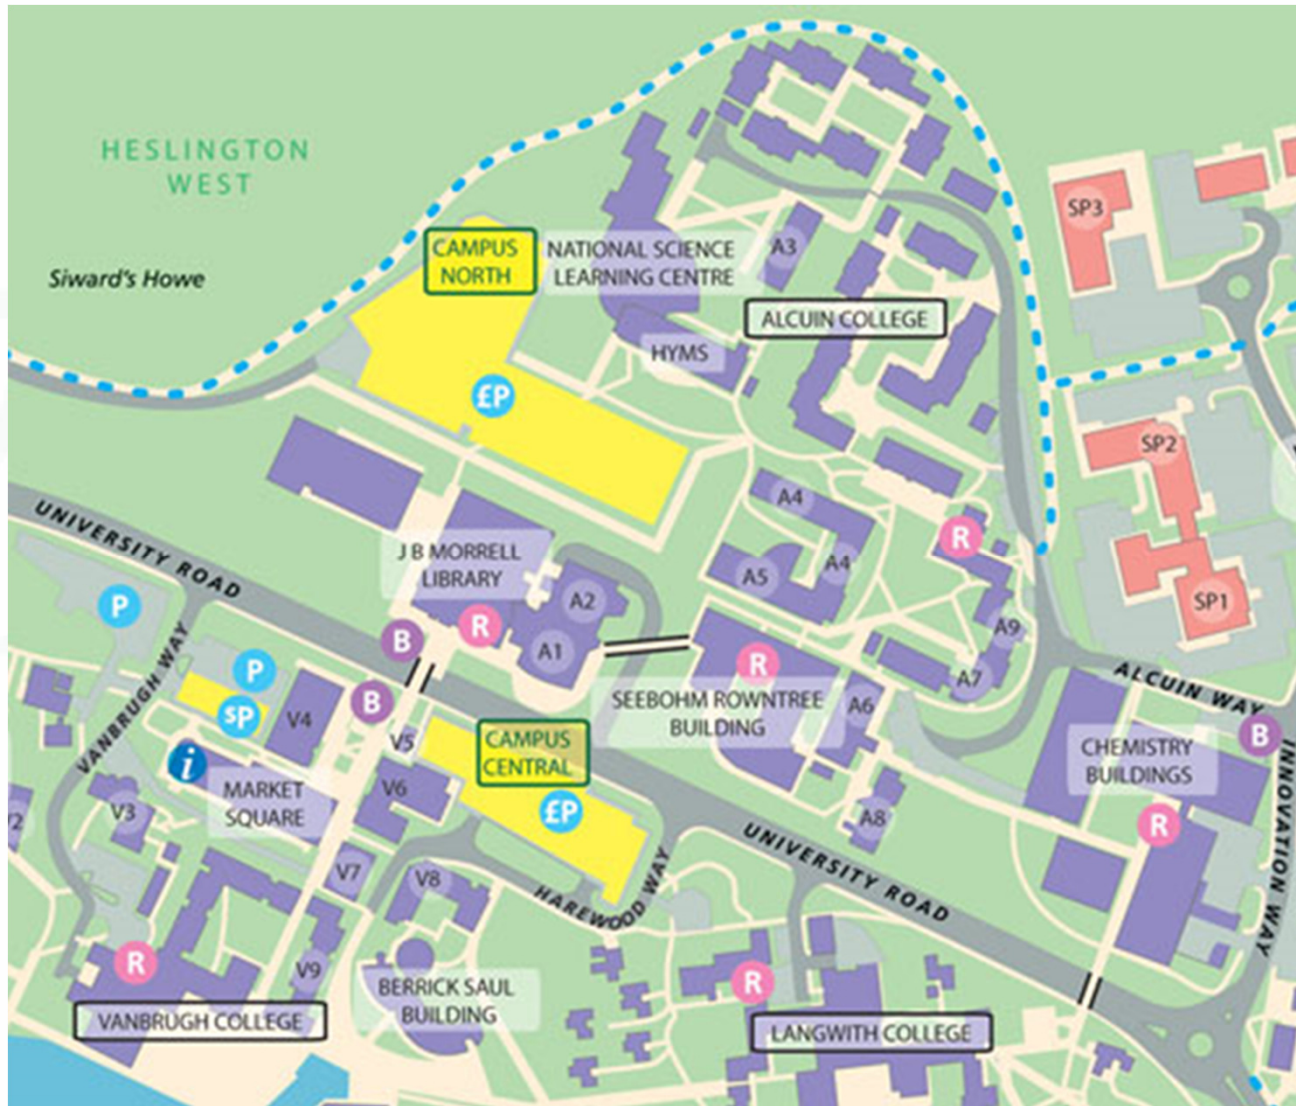 HESLINGTON
WEST
Siward's Howe
CAMPUS
NORTH
NATIONAL SCIENCE
LEARNING CENTRE
A3
SP3
ALCUIN COLLEGE
HYMS
£P
SP2
J B MORRELL
LIBRARY
A4
A4
R
A5
UNIVERSITY ROAD
P
A2
SP1
R
A1
A9
B
VANBRUGH WAY
P
R
A7
ALCUIN WAY
SEEBOHM ROWNTREE
BUILDING
A6
B
sP
V4
V5
CAMPUS
CENTRAL
CHEMISTRY
BUILDINGS
B
INNOVATION WAY
i
MARKET
SQUARE
V6
£P
V3
A8
R
UNIVERSITY ROAD
V7
V8
HAREWOOD WAY
R
V9
BERRICK SAUL
BUILDING
R
VANBRUGH COLLEGE
LANGWITH COLLEGE